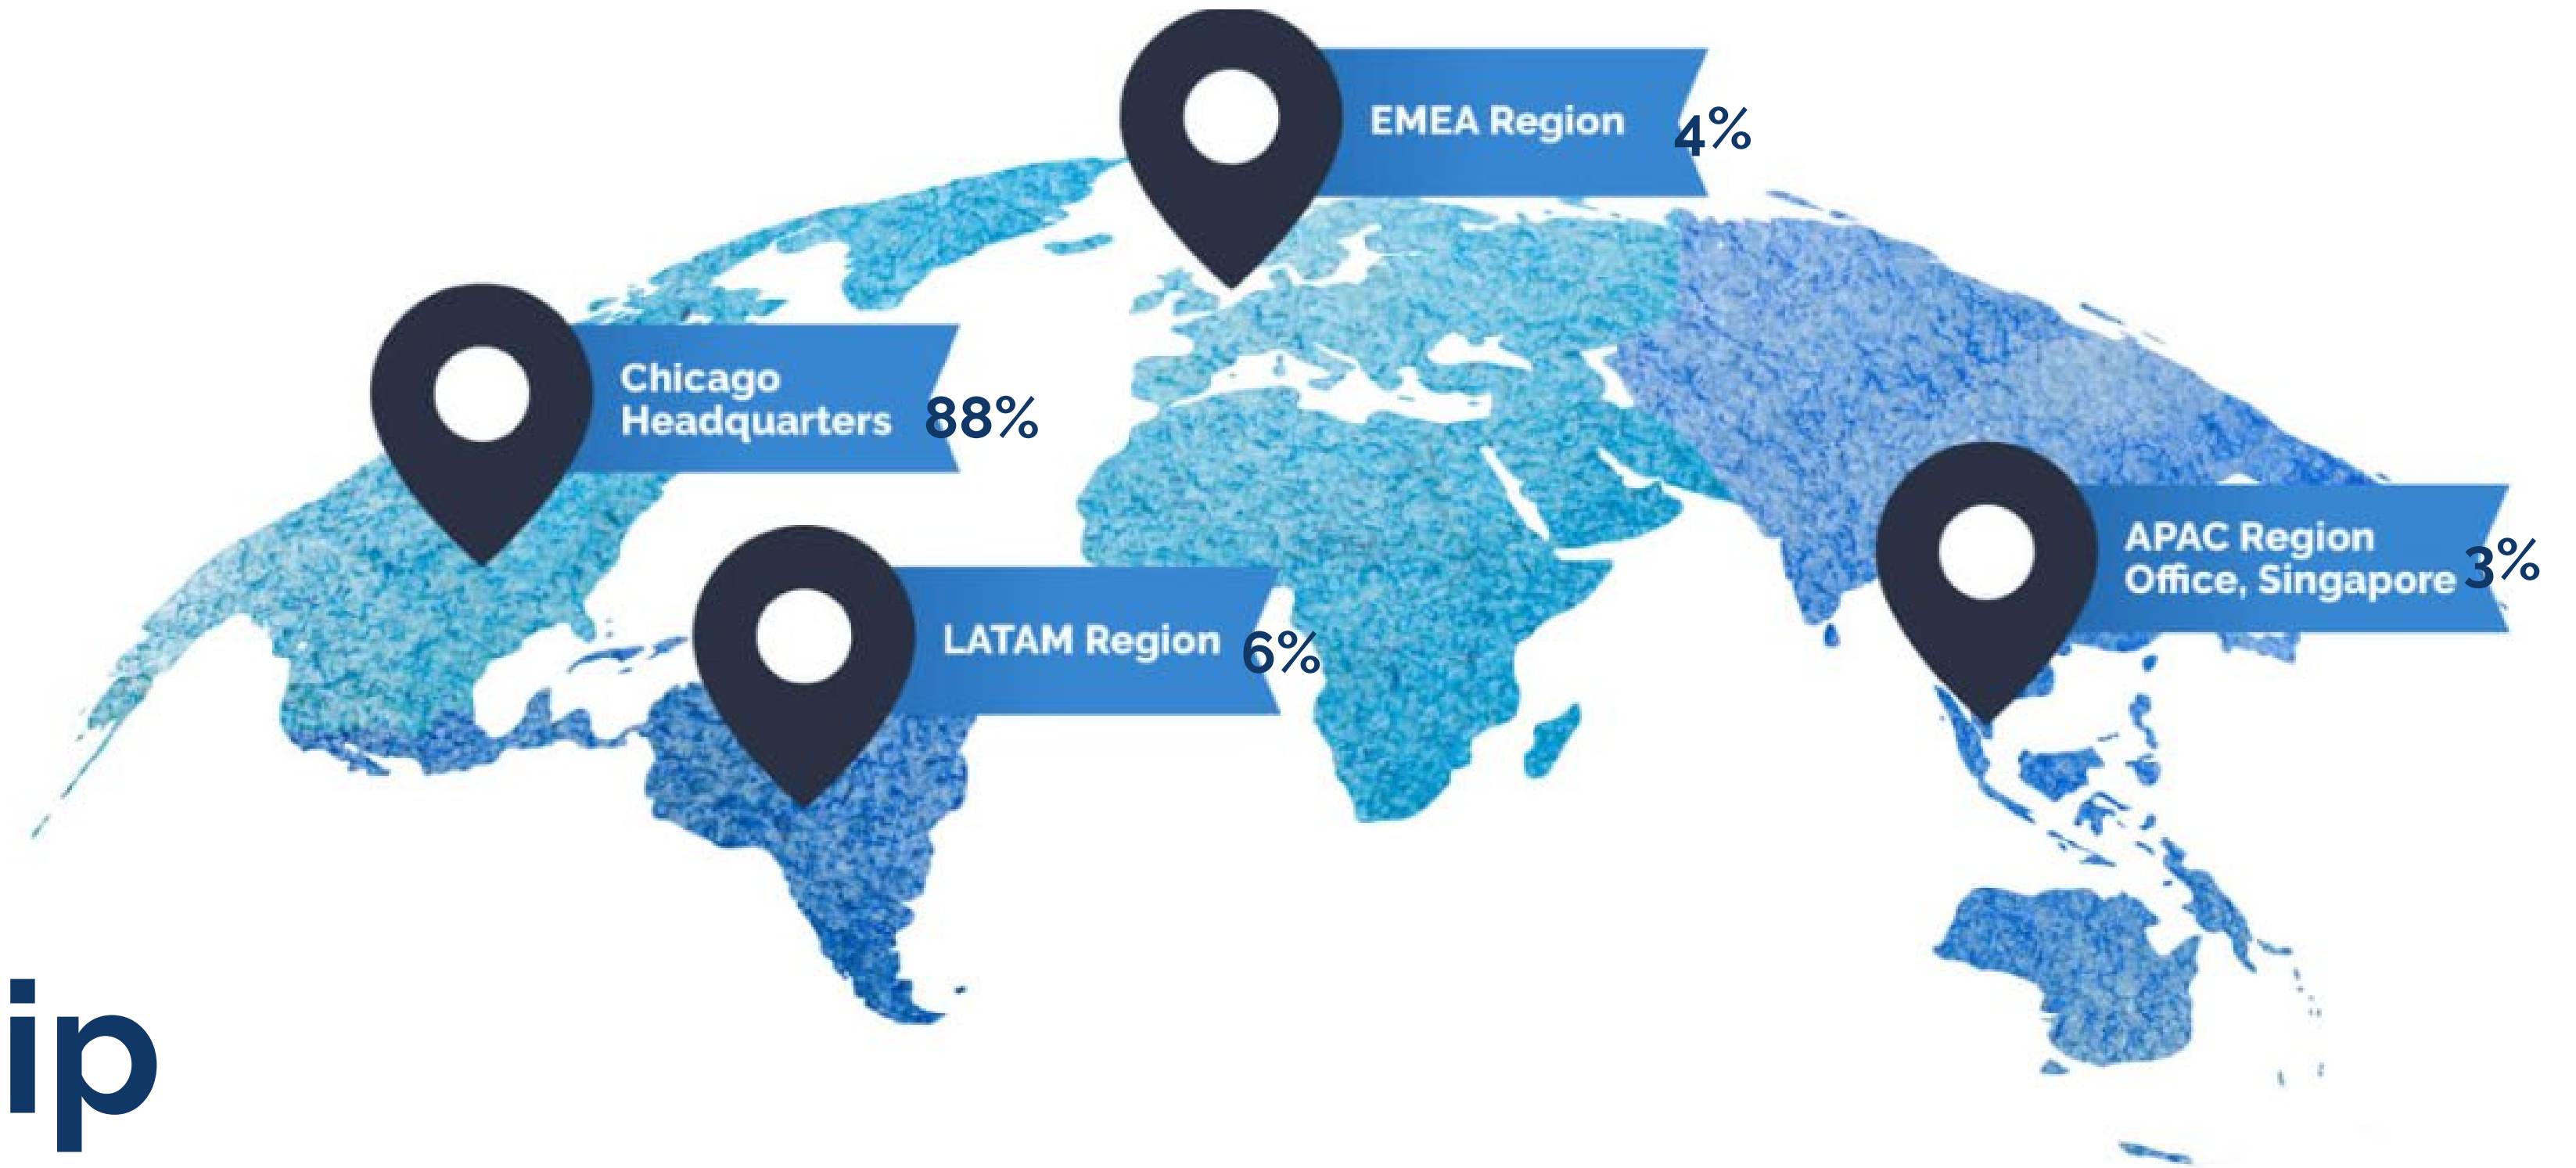 EMEA Region 4%
Chicago
Headquarters 88%
APAC Region
Office, Singapore 3%
LATAM Region 6%
ip